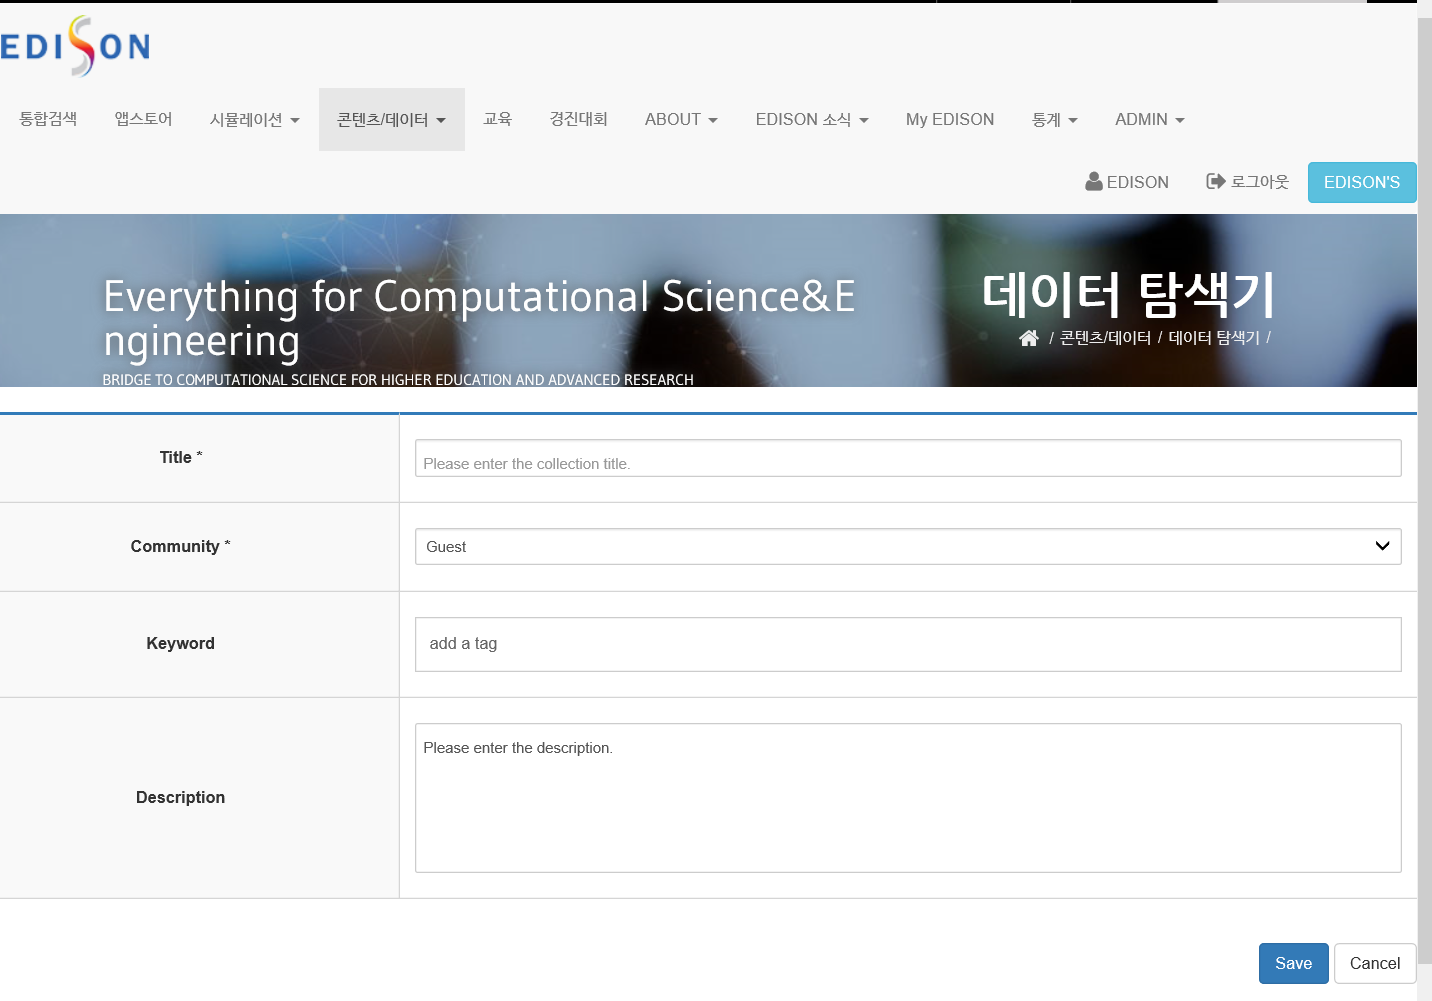 EDISON
통합검색 앱스토어 시뮬레이션 콘텐츠/데이터 교육 경진대회 ABOUT EDISON 소식 My EDISON 통계 ADMIN
EDISON 로그아웃 EDISON'S
Everything for Computational Science&E
ngineering
BRIDGE TO COMPUTATIONAL SCIENCE FOR HIGHER EDUCATION AND ADVANCED RESEARCH
데이터 탐색기
/ 콘텐츠/데이터 / 데이터 탐색기 /
Title *
Please enter the collection title.
Community *
Guest
Keyword
add a tag
Description
Please enter the description.
Save Cancel